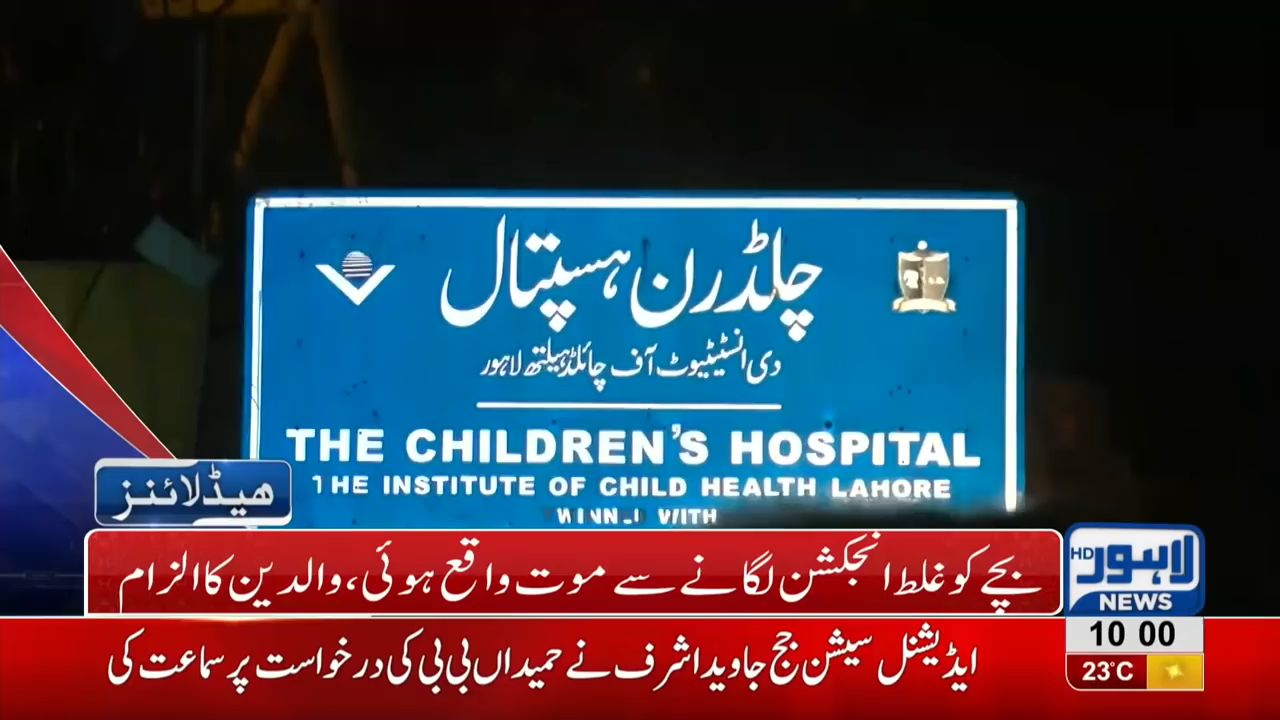 چلڈرن ہسپتال
دی انسٹیٹیوٹ آف چائلڈ ہیلتھ لاہور
THE CHILDREN'S HOSPITAL
THE INSTITUTE OF CHILD HEALTH LAHORE
WITH
ھیڈلائنز
بچے کو غلط انجکشن لگانے سے موت واقع ہوئی، والدین کا الزام
HD لاہور
NEWS
10 00
23°C
ایڈیشنل سیشن جج جاوید اشرف نے حمیداں بی بی کی درخواست پر سماعت کی